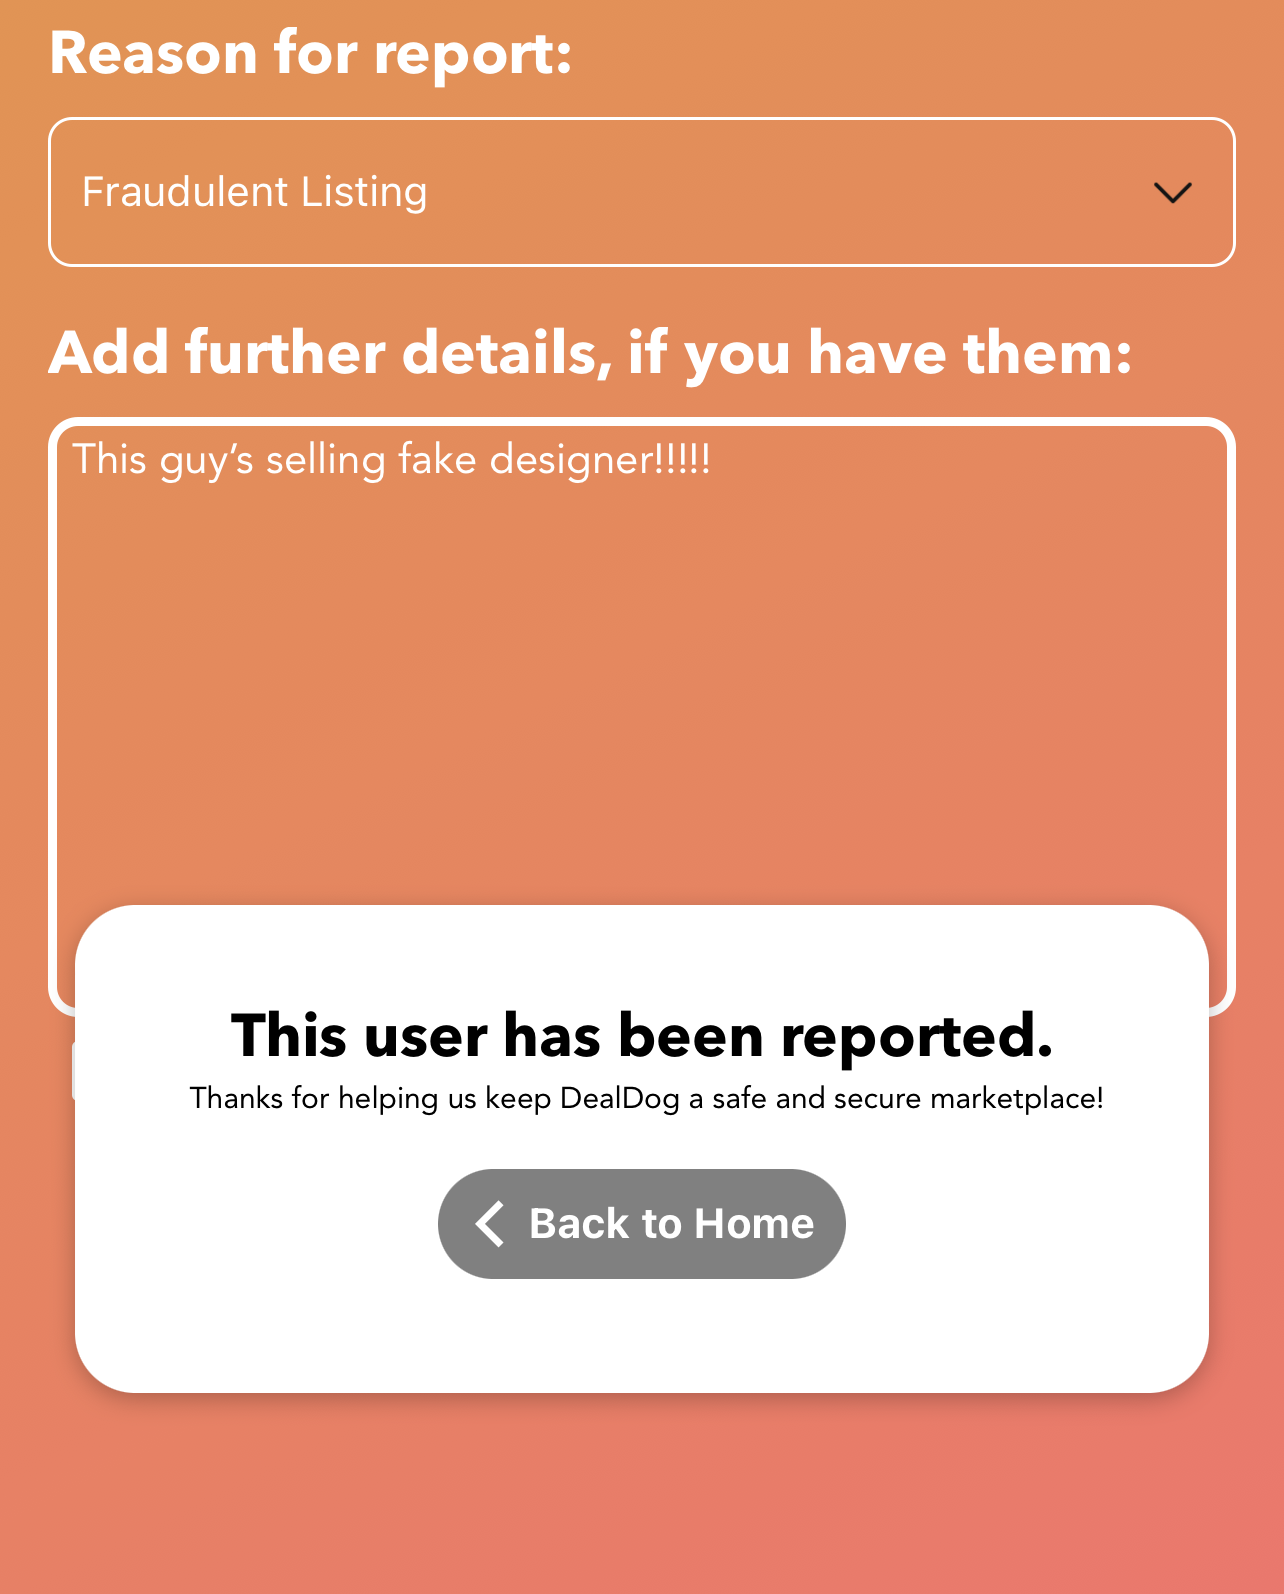 Reason for report:
Fraudulent Listing
Add further details, if you have them:
This guy’s selling fake designer!!!!!
This user has been reported.
Thanks for helping us keep DealDog a safe and secure marketplace!
Back to Home